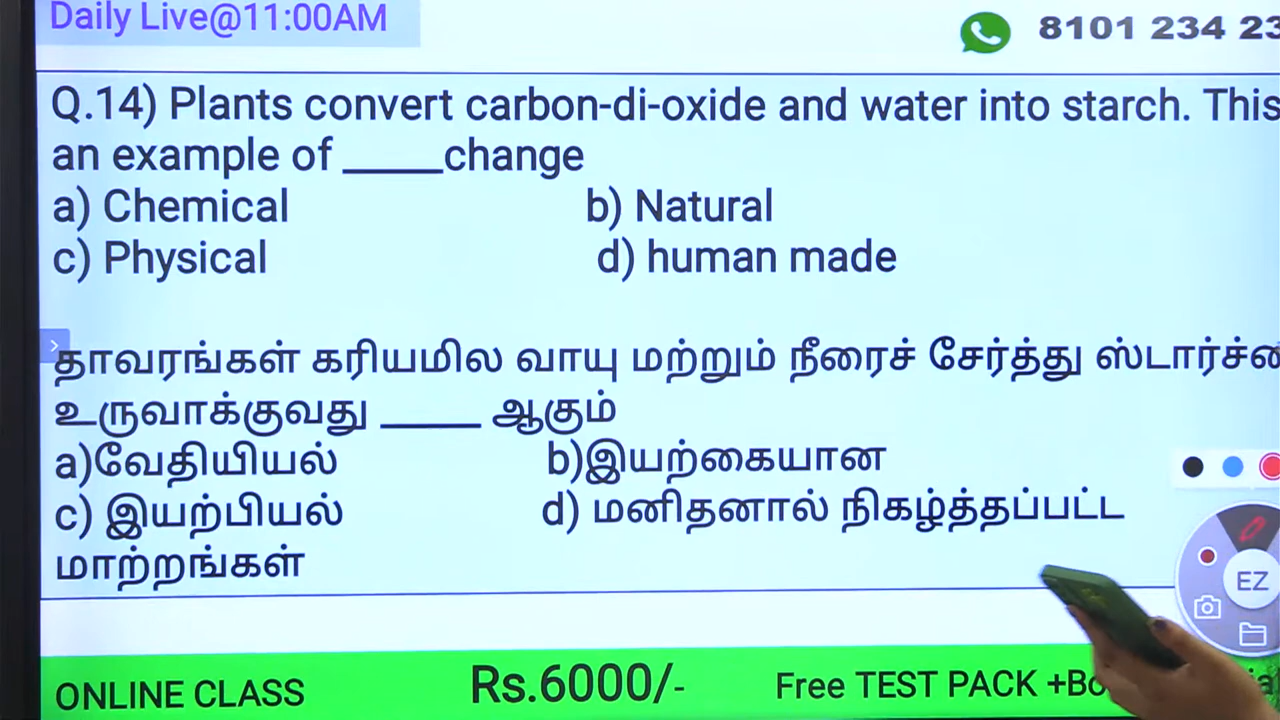 Daily Live@11:00AM
8101 234 23
Q.14) Plants convert carbon-di-oxide and water into starch. This
an example of _____change
a) Chemical b) Natural
c) Physical d) human made
தாவரங்கள் கரியமில வாயு மற்றும் நீரைச் சேர்த்து
உருவாக்குவது _____ ஆகும்
a)வேதியியல் b)இயற்கையான
c) இயற்பியல் d) மனிதனால் நிகழ்த்தப்பட்ட
மாற்றங்கள்
EZ
ONLINE CLASS Rs.6000/- Free TEST PACK